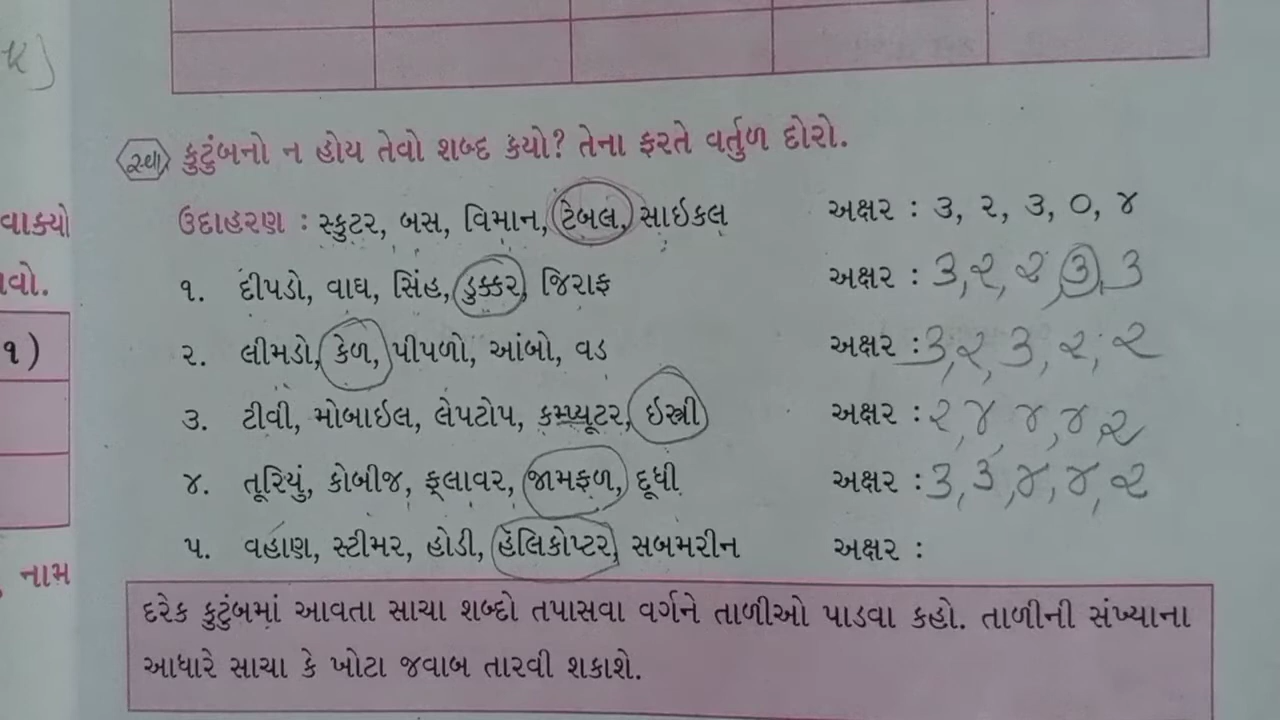 કુટુંબનો ન હોય તેવો શબ્દ કયો? તેના ફરતે વર્તુળ દોરો.
ઉદાહરણ : સ્કુટર, બસ, વિમાન, ટેબલ, સાઇકલ અક્ષર : ૩, ૨, ૩, ૦, ૪
૧. દીપડો, વાઘ, સિંહ, ડુક્કર, જિરાફ અક્ષર : ૩, ૨, ૨, ૩, ૩
૨. લીમડો, કેળ, પીપળો, આંબો, વડ અક્ષર : ૩, ૨, ૩, ૨, ૨
૩. ટીવી, મોબાઇલ, લેપટોપ, કમ્પ્યૂટર, ઇસ્ત્રી અક્ષર : ૨, ૪, ૪, ૪, ૨
૪. તૂરિયું, કોબીજ, ફ્લાવર, જામફળ, દૂધી અક્ષર : ૩, ૩, ૪, ૪, ૨
૫. વહાણ, સ્ટીમર, હોડી, હૅલિકોપ્ટર, સબમરીન અક્ષર :
દરેક કુટુંબમાં આવતા સાચા શબ્દો તપાસવા વર્ગને તાળીઓ પાડવા કહો. તાળીની સંખ્યાના
આધારે સાચા કે ખોટા જવાબ તારવી શકાશે.
વાક્યો
૧)
નામ